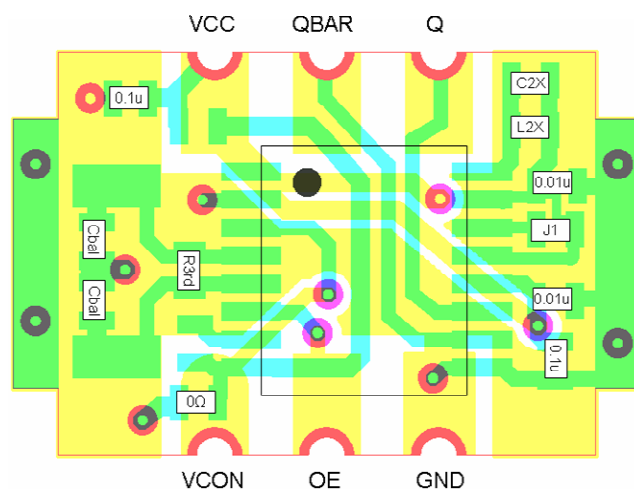 VCC QBAR Q
C2X
0.1u
L2X
0.01u
J1
Cbal
R3rd
Cbal
0.01u
0.1u
0Ω
VCON OE GND